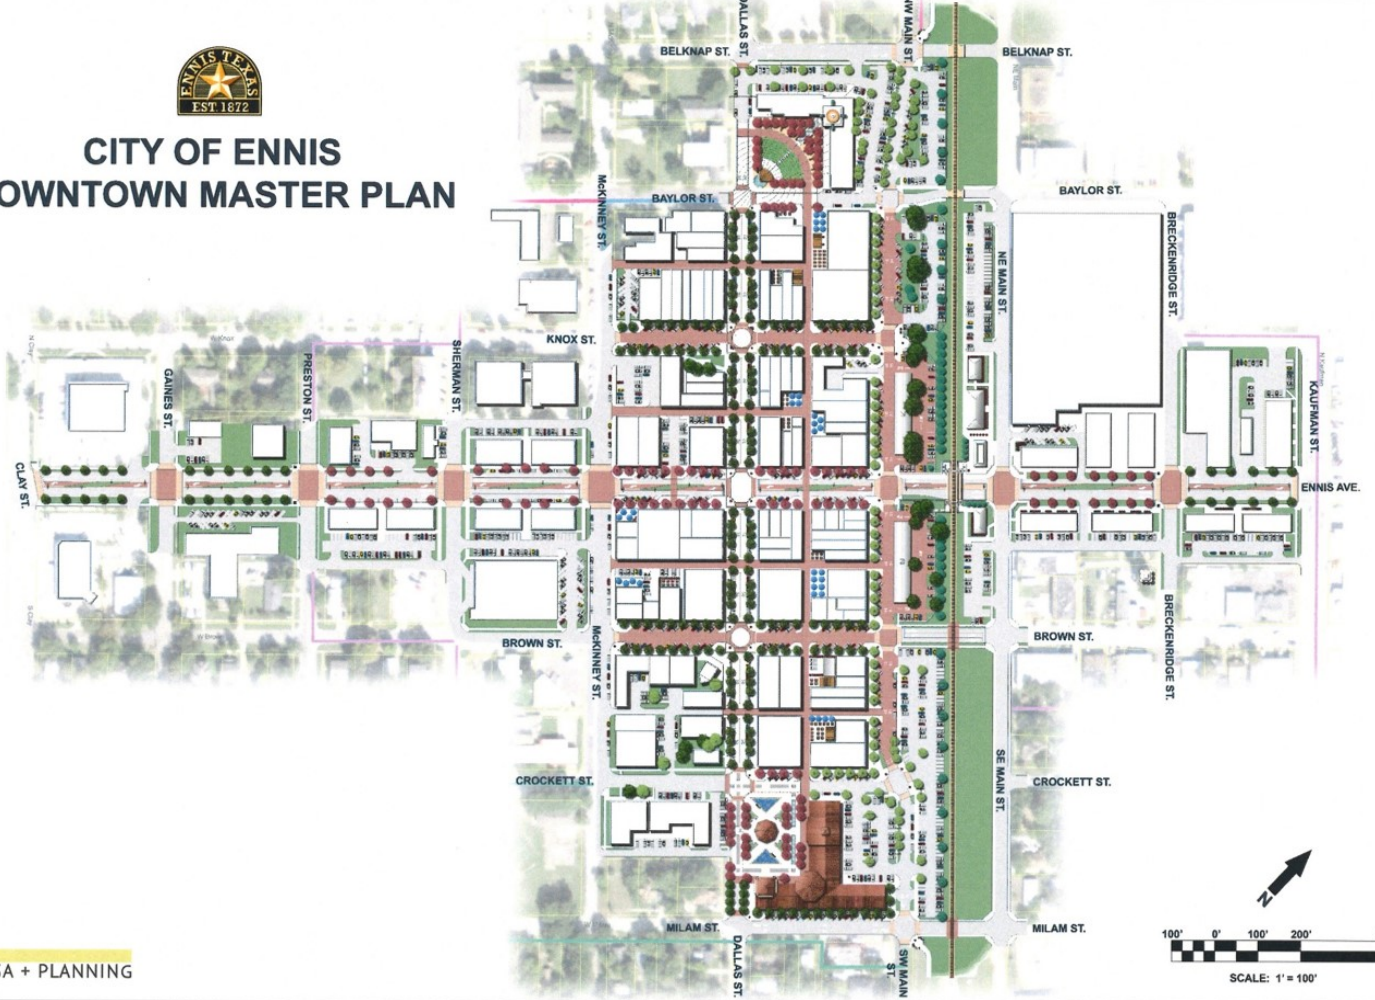 ENNIS, TEXAS
EST. 1872
CITY OF ENNIS
OWNTOWN MASTER PLAN
DALLAS ST.
NW MAIN ST.
BELKNAP ST.
BELKNAP ST.
McKINNEY ST.
BAYLOR ST.
BAYLOR ST.
BRECKENRIDGE ST.
NE MAIN ST.
KNOX ST.
GAINES ST.
PRESTON ST.
SHERMAN ST.
KAUFMAN ST.
CLAY ST.
ENNIS AVE.
BROWN ST.
McKINNEY ST.
BROWN ST.
BRECKENRIDGE ST.
SE MAIN ST.
CROCKETT ST.
CROCKETT ST.
MILAM ST.
MILAM ST.
DALLAS ST.
SW MAIN ST.
N
100' 0' 100' 200'
SCALE: 1' = 100'
GA + PLANNING